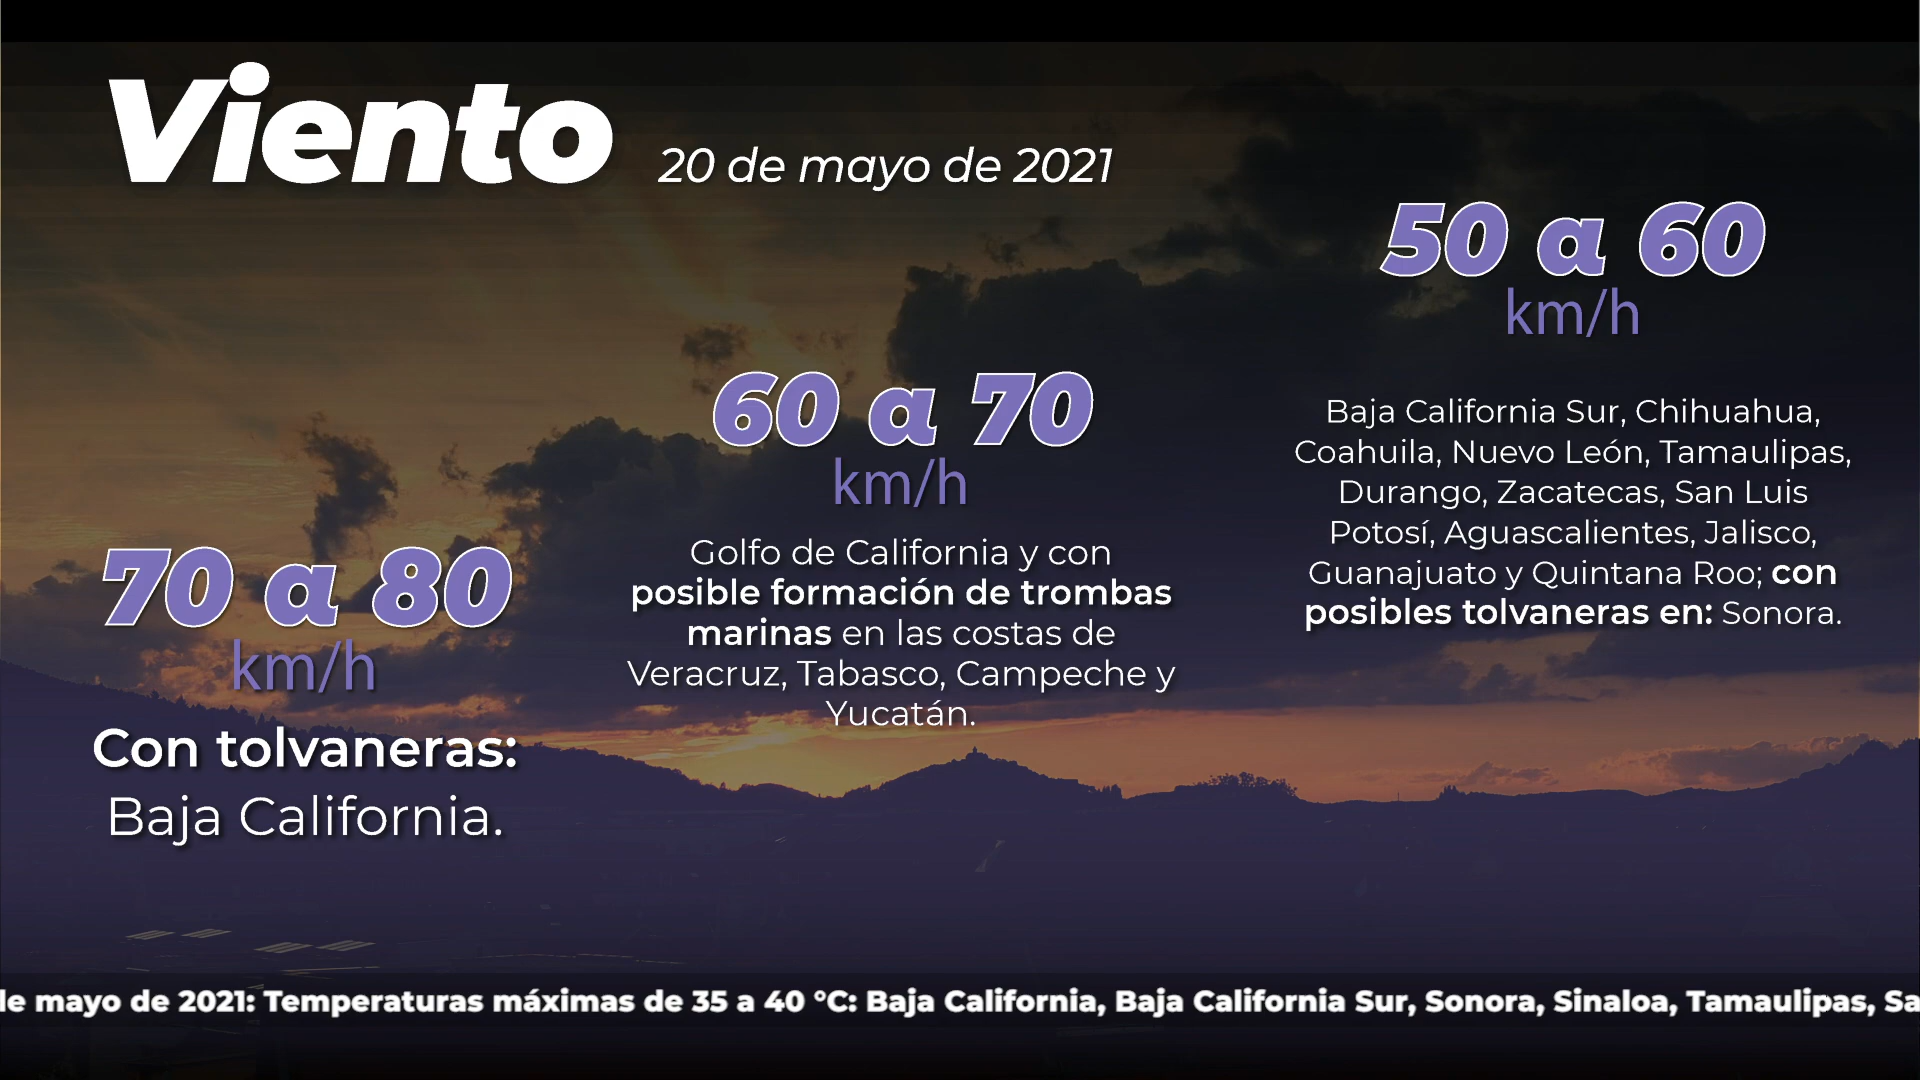 Viento
20 de mayo de 2021
70 a 80
km/h
Con tolvaneras:
Baja California.
60 a 70
km/h
Golfo de California y con
posible formación de trombas
marinas en las costas de
Veracruz, Tabasco, Campeche y
Yucatán.
50 a 60
km/h
Baja California Sur, Chihuahua,
Coahuila, Nuevo León, Tamaulipas,
Durango, Zacatecas, San Luis
Potosí, Aguascalientes, Jalisco,
Guanajuato y Quintana Roo; con
posibles tolvaneras en: Sonora.
mayo de 2021: Temperaturas máximas de 35 a 40 °C: Baja California, Baja California Sur, Sonora, Sinaloa, Tamaulipas,